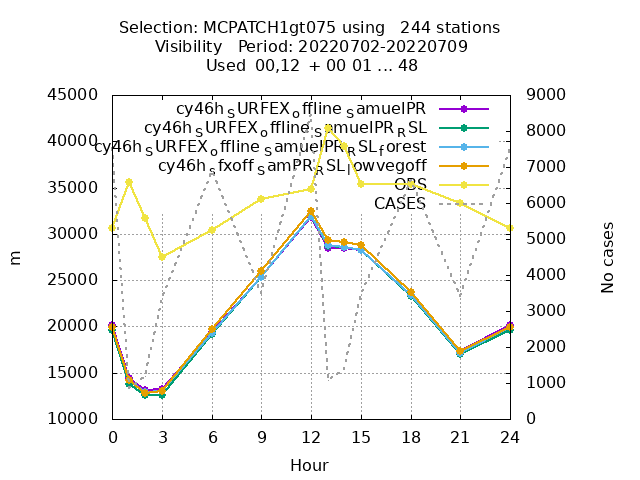 Selection: MCPATCH1gt075 using 244 stations
Visibility Period: 20220702-20220709
Used 00,12 + 00 01 ... 48
45000
40000
35000
30000
25000
20000
15000
10000
m
cy46h_SURFEX_offline_SamuelPR
cy46h_SURFEX_offline_SamuelPR_RSL
cy46h_SURFEX_offline_SamuelPR_RSL_forest
cy46h_sfxoff_SamPR_RSL_lowvegoff
OBS
CASES
9000
8000
7000
6000
5000
4000
3000
2000
1000
0
No cases
0 3 6 9 12 15 18 21 24
Hour